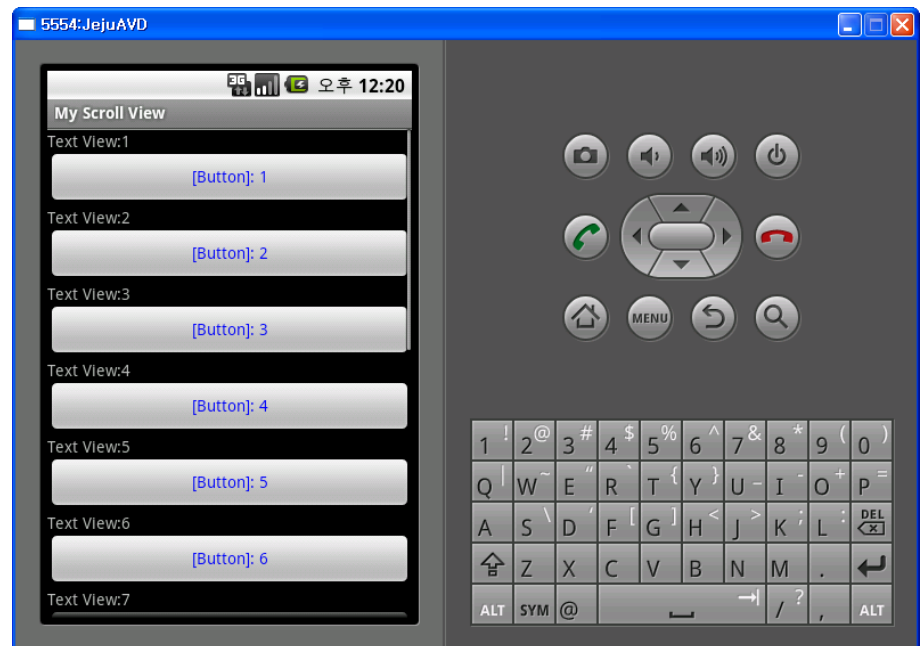 5554:JejuAVD
3G 오후 12:20
My Scroll View
Text View:1
[Button]: 1
Text View:2
[Button]: 2
Text View:3
[Button]: 3
Text View:4
[Button]: 4
Text View:5
[Button]: 5
Text View:6
[Button]: 6
Text View:7
MENU
1 ! 2 @ 3 # 4 $ 5 % 6 ^ 7 & 8 * 9 ( 0 )
Q | W ~ E " R ` T { Y } U _ I - O + P =
A S \ D ' F [ G ] H < J > K ; L : DEL
Z X C V B N M .
ALT SYM @ / ? , ALT